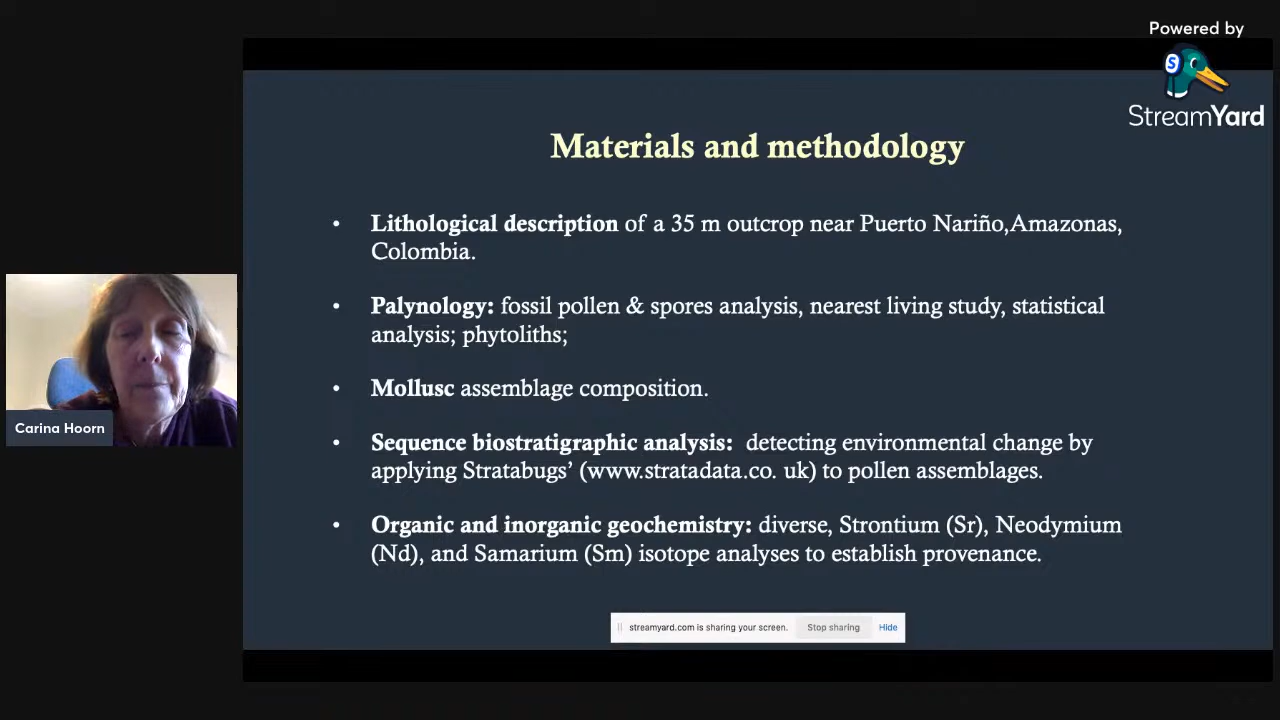 Powered by
S
StreamYard
Materials and methodology
• Lithological description of a 35 m outcrop near Puerto Nariño,Amazonas,
Colombia.
• Palynology: fossil pollen & spores analysis, nearest living study, statistical
analysis; phytoliths;
• Mollusc assemblage composition.
• Sequence biostratigraphic analysis:  detecting environmental change by
applying Stratabugs’ (www.stratadata.co. uk) to pollen assemblages.
• Organic and inorganic geochemistry: diverse, Strontium (Sr), Neodymium
(Nd), and Samarium (Sm) isotope analyses to establish provenance.
Carina Hoorn
streamyard.com is sharing your screen. Stop sharing Hide